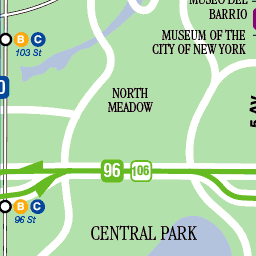 MUSEO DEL
BARRIO
MUSEUM OF THE
CITY OF NEW YORK
B C
103 St
NORTH
MEADOW
5 AV
96 106
B C
96 St
CENTRAL PARK